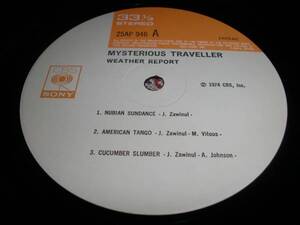 33⅓
STEREO
25AP 946 A
MYSTERIOUS TRAVELLER
WEATHER REPORT
CBS
SONY
Ⓟ 1974 CBS, Inc.
1. NUBIAN SUNDANCE - J. Zawinul -
2. AMERICAN TANGO - J. Zawinul - M. Vitous -
3. CUCUMBER SLUMBER - J. Zawinul - A. Johnson -